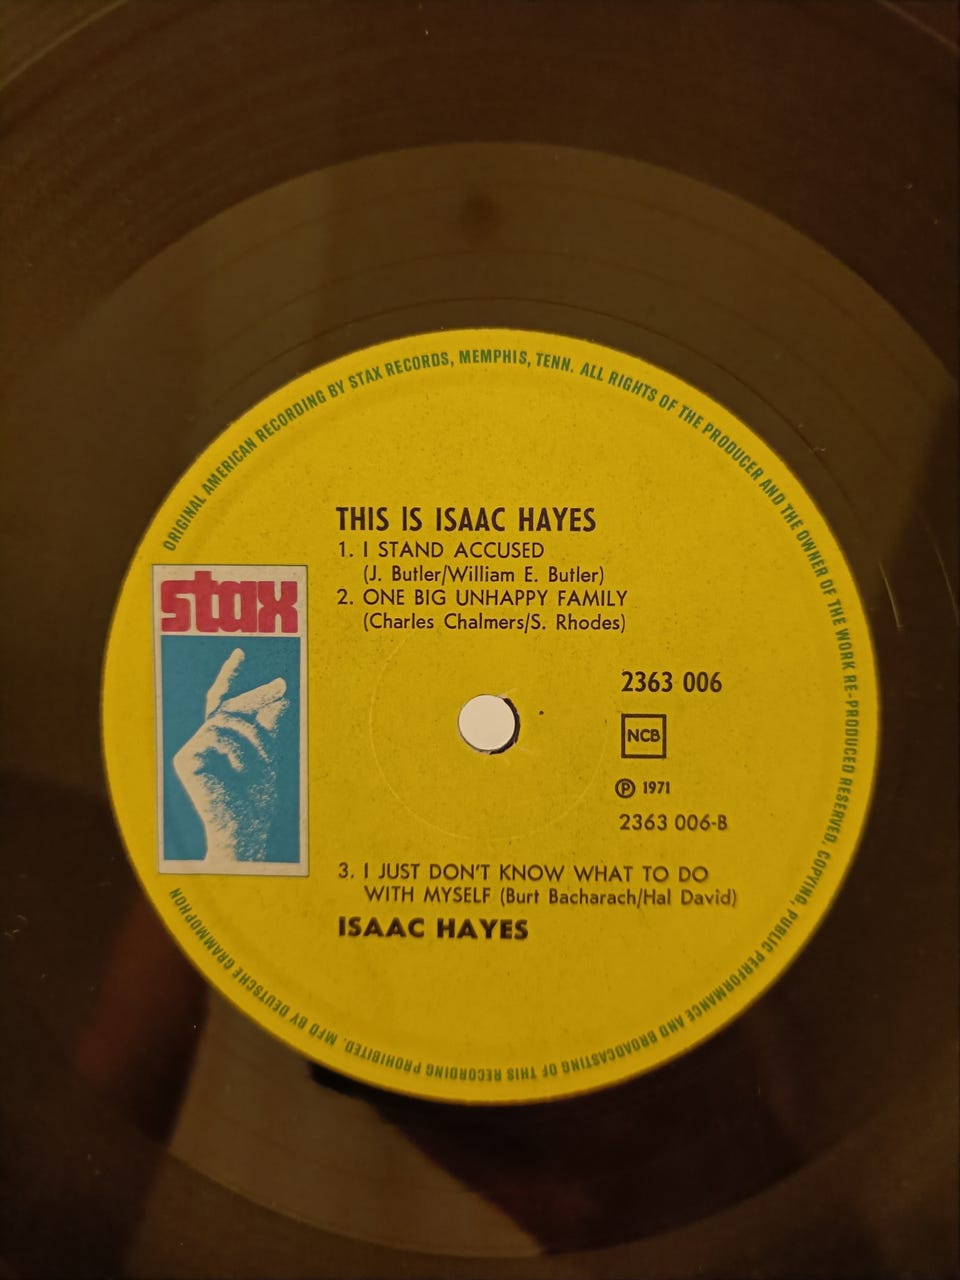 ORIGINAL AMERICAN RECORDING BY STAX RECORDS, MEMPHIS, TENN. ALL RIGHTS OF THE PRODUCER AND THE OWNER OF THE WORK RE-PRODUCED RESERVED. COPYING, PUBLIC PERFORMANCE AND BROADCASTING OF THIS RECORDING PROHIBITED. MFD BY DEUTSCHE GRAMMOPHON
THIS IS ISAAC HAYES
1. I STAND ACCUSED
(J. Butler/William E. Butler)
2. ONE BIG UNHAPPY FAMILY
(Charles Chalmers/S. Rhodes)
stax
2363 006
NCB
℗ 1971
2363 006-B
3. I JUST DON'T KNOW WHAT TO DO
WITH MYSELF (Burt Bacharach/Hal David)
ISAAC HAYES